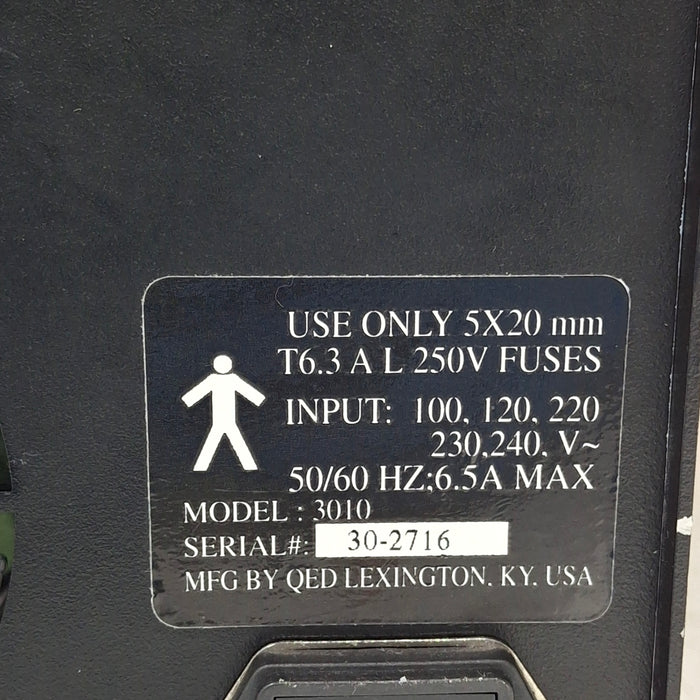 USE ONLY 5X20 mm
T6.3 A L 250V FUSES
INPUT: 100, 120, 220
230,240, V~
50/60 HZ;6.5A MAX
MODEL : 3010
SERIAL#: 30-2716
MFG BY QED LEXINGTON, KY, USA